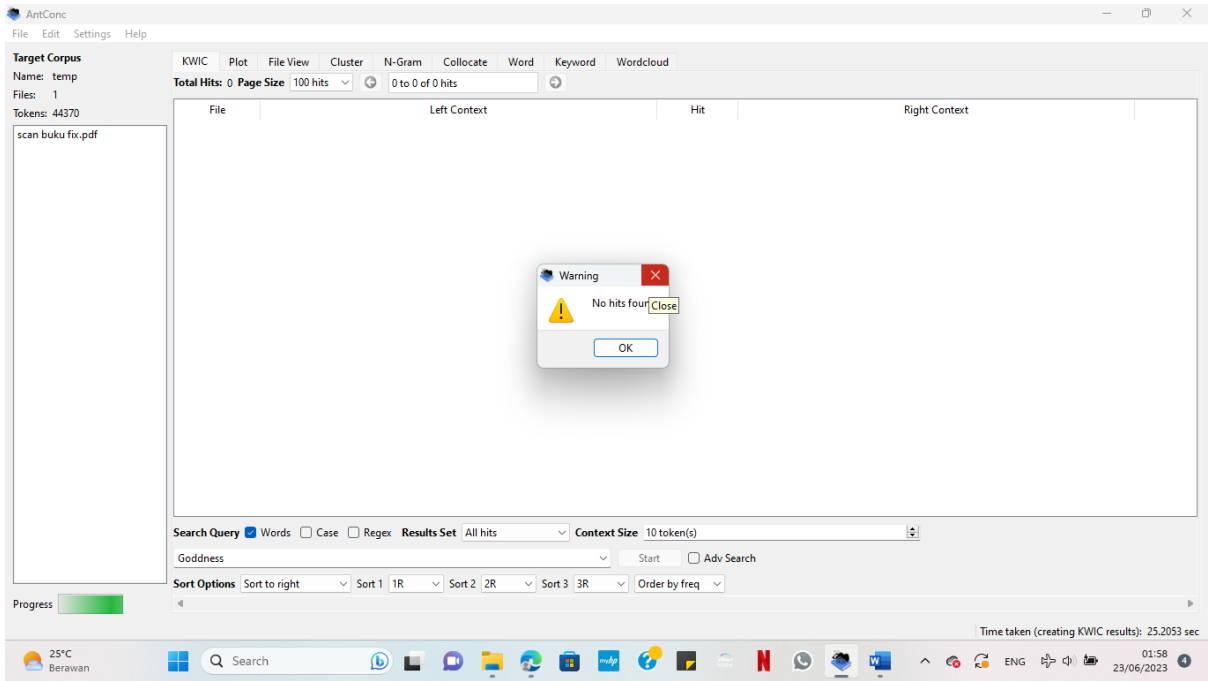 AntConc
File Edit Settings Help
Target Corpus
Name: temp
Files: 1
Tokens: 44370
scan buku fix.pdf
Progress
KWIC Plot File View Cluster N-Gram Collocate Word Keyword Wordcloud
Total Hits: 0 Page Size 100 hits 0 to 0 of 0 hits
File Left Context Hit Right Context
Warning
No hits four
Close
OK
Search Query Words Case Regex Results Set All hits Context Size 10 token(s)
Goddness Start Adv Search
Sort Options Sort to right Sort 1 1R Sort 2 2R Sort 3 3R Order by freq
Time taken (creating KWIC results): 25.2053 sec
25°C
Berawan
Search
myhp
N
ENG
01:58
23/06/2023
4